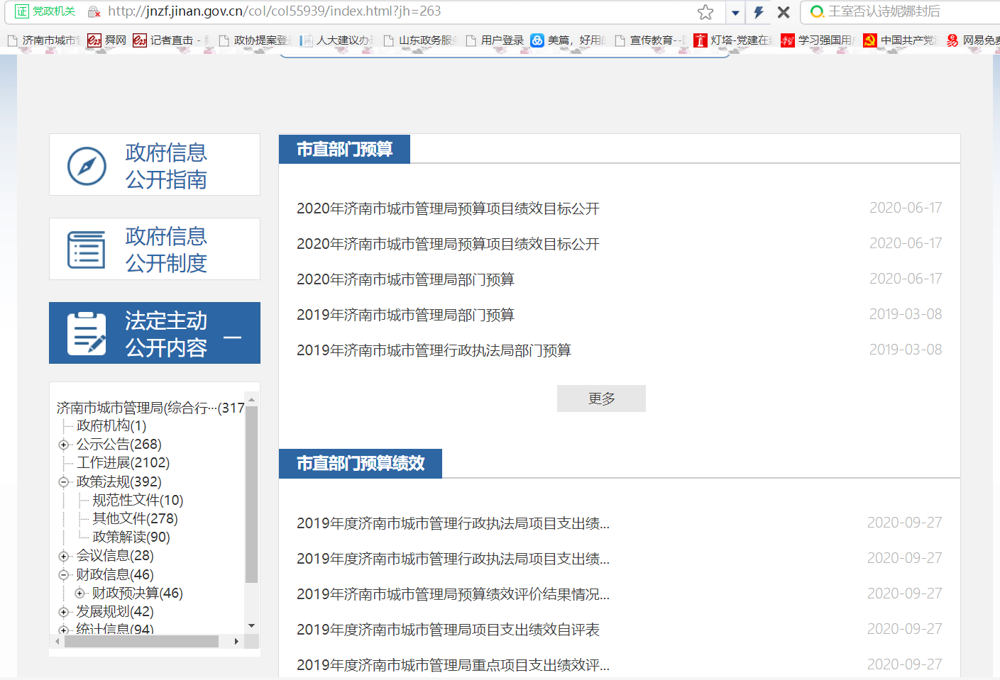 证 党政机关 http://jnzf.jinan.gov.cn/col/col55939/index.html?jh=263 王室否认诗妮娜封后
济南市城市 舜网 记者直击 - 政协提案登 人大建议办 山东政务服 用户登录 美篇，好用 宣传教育-- 灯塔-党建在 学习强国用户 中国共产党 网易免费
政府信息
公开指南
政府信息
公开制度
法定主动
公开内容
济南市城市管理局(综合行···(317
政府机构(1)
公示公告(268)
工作进展(2102)
政策法规(392)
规范性文件(10)
其他文件(278)
政策解读(90)
会议信息(28)
财政信息(46)
财政预决算(46)
发展规划(42)
统计信息(94)
市直部门预算
2020年济南市城市管理局预算项目绩效目标公开 2020-06-17
2020年济南市城市管理局预算项目绩效目标公开 2020-06-17
2020年济南市城市管理局部门预算 2020-06-17
2019年济南市城市管理局部门预算 2019-03-08
2019年济南市城市管理行政执法局部门预算 2019-03-08
更多
市直部门预算绩效
2019年度济南市城市管理行政执法局项目支出绩... 2020-09-27
2019年度济南市城市管理行政执法局项目支出绩... 2020-09-27
2019年济南市城市管理局预算绩效评价结果情况... 2020-09-27
2019年度济南市城市管理局项目支出绩效自评表 2020-09-27
2019年度济南市城市管理局重点项目支出绩效评... 2020-09-27